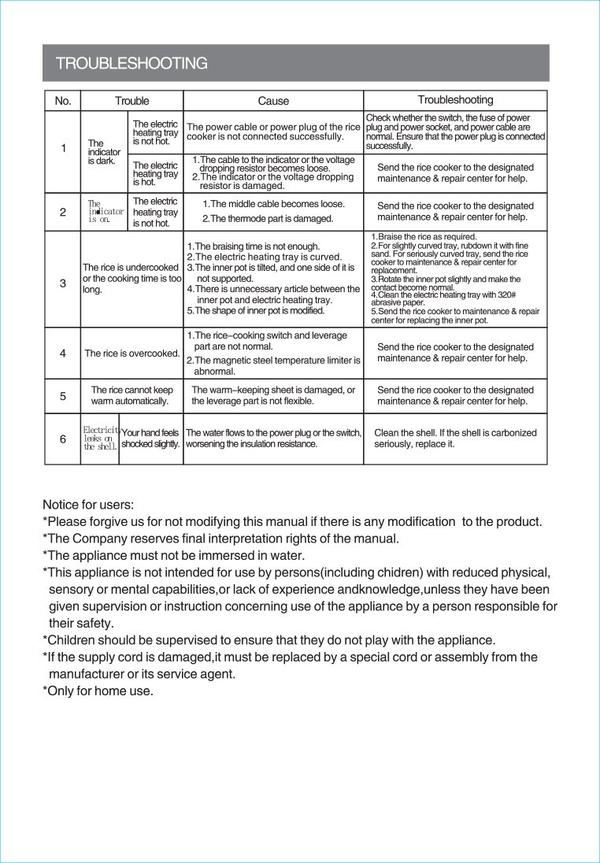 TROUBLESHOOTING
No. Trouble Cause Troubleshooting
1
The
indicator
is dark.
The electric
heating tray
is not hot.
The power cable or power plug of the rice
cooker is not connected successfully.
Check whether the switch, the fuse of power
plug and power socket, and power cable are
normal. Ensure that the power plug is connected
successfully.
The electric
heating tray
is hot.
1.The cable to the indicator or the voltage
dropping resistor becomes loose.
2.The indicator or the voltage dropping
resistor is damaged.
Send the rice cooker to the designated
maintenance & repair center for help.
2
The
indicator
is on.
The electric
heating tray
is not hot.
1.The middle cable becomes loose.
2.The thermode part is damaged.
Send the rice cooker to the designated
maintenance & repair center for help.
3
The rice is undercooked
or the cooking time is too
long.
1.The braising time is not enough.
2.The electric heating tray is curved.
3.The inner pot is tilted, and one side of it is
not supported.
4.There is unnecessary article between the
inner pot and electric heating tray.
5.The shape of inner pot is modified.
1.Braise the rice as required.
2.For slightly curved tray, rubdown it with fine
sand. For seriously curved tray, send the rice
cooker to maintenance & repair center for
replacement.
3.Rotate the inner pot slightly and make the
contact become normal.
4.Clean the electric heating tray with 320#
abrasive paper.
5.Send the rice cooker to maintenance & repair
center for replacing the inner pot.
4
The rice is overcooked.
1.The rice-cooking switch and leverage
part are not normal.
2.The magnetic steel temperature limiter is
abnormal.
Send the rice cooker to the designated
maintenance & repair center for help.
5
The rice cannot keep
warm automatically.
The warm-keeping sheet is damaged, or
the leverage part is not flexible.
Send the rice cooker to the designated
maintenance & repair center for help.
6
Electricity
leaks on
the shell.
Your hand feels
shocked slightly.
The water flows to the power plug or the switch,
worsening the insulation resistance.
Clean the shell. If the shell is carbonized
seriously, replace it.
Notice for users:
*Please forgive us for not modifying this manual if there is any modification to the product.
*The Company reserves final interpretation rights of the manual.
*The appliance must not be immersed in water.
*This appliance is not intended for use by persons(including chidren) with reduced physical,
sensory or mental capabilities,or lack of experience andknowledge,unless they have been
given supervision or instruction concerning use of the appliance by a person responsible for
their safety.
*Children should be supervised to ensure that they do not play with the appliance.
*If the supply cord is damaged,it must be replaced by a special cord or assembly from the
manufacturer or its service agent.
*Only for home use.